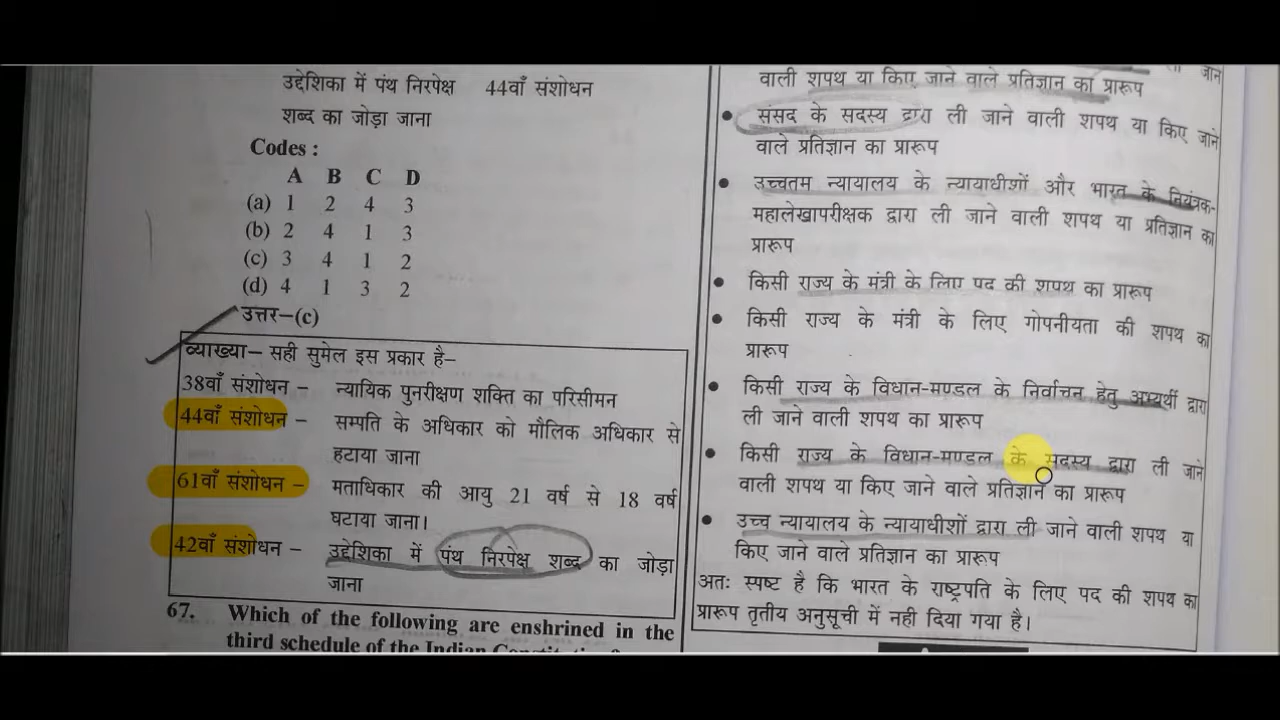 उद्देशिका में पंथ निरपेक्ष 44वाँ संशोधन
शब्द का जोड़ा जाना
Codes :
A B C D
(a) 1 2 4 3
(b) 2 4 1 3
(c) 3 4 1 2
(d) 4 1 3 2
उत्तर–(c)
व्याख्या– सही सुमेल इस प्रकार है–
38वाँ संशोधन – न्यायिक पुनरीक्षण शक्ति का परिसीमन
44वाँ संशोधन – सम्पति के अधिकार को मौलिक अधिकार से
हटाया जाना
61वाँ संशोधन – मताधिकार की आयु 21 वर्ष से 18 वर्ष
घटाया जाना।
42वाँ संशोधन – उद्देशिका में पंथ निरपेक्ष शब्द का जोड़ा
जाना
67. Which of the following are enshrined in the
third schedule of the Indian
जाने
वाली शपथ या किए जाने वाले प्रतिज्ञान का प्रारूप
• संसद के सदस्य द्वारा ली जाने वाली शपथ या किए जाने
वाले प्रतिज्ञान का प्रारूप
• उच्चतम न्यायालय के न्यायाधीशों और भारत के नियंत्रक-
महालेखापरीक्षक द्वारा ली जाने वाली शपथ या प्रतिज्ञान का
प्रारूप
• किसी राज्य के मंत्री के लिए पद की शपथ का प्रारूप
• किसी राज्य के मंत्री के लिए गोपनीयता की शपथ का
प्रारूप
• किसी राज्य के विधान-मण्डल के निर्वाचन हेतु अभ्यर्थी द्वारा
ली जाने वाली शपथ का प्रारूप
• किसी राज्य के विधान-मण्डल के सदस्य द्वारा ली जाने
वाली शपथ या किए जाने वाले प्रतिज्ञान का प्रारूप
• उच्च न्यायालय के न्यायाधीशों द्वारा ली जाने वाली शपथ या
किए जाने वाले प्रतिज्ञान का प्रारूप
अतः स्पष्ट है कि भारत के राष्ट्रपति के लिए पद की शपथ का
प्रारूप तृतीय अनुसूची में नही दिया गया है।